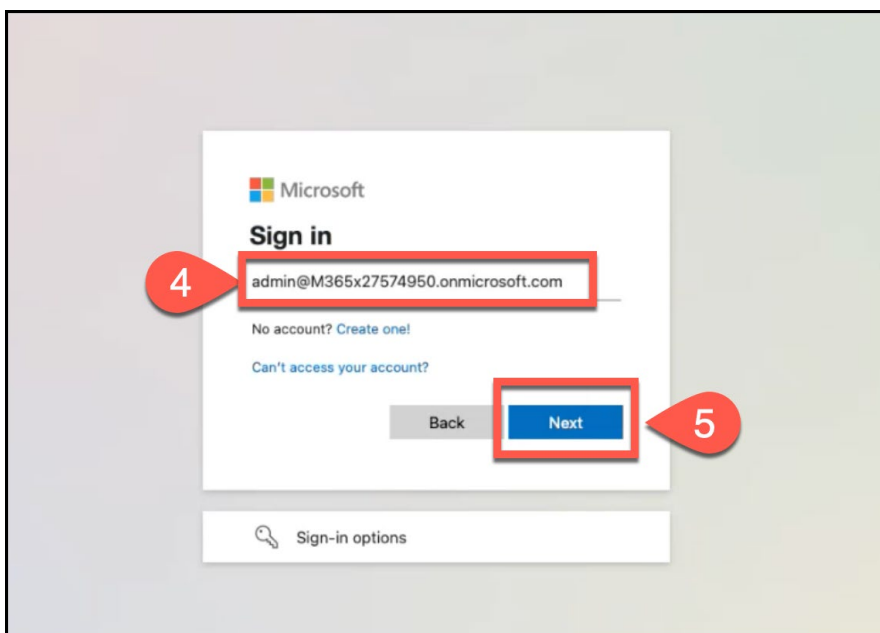 Microsoft
Sign in
4
admin@M365x27574950.onmicrosoft.com
No account? Create one!
Can't access your account?
Back
Next
5
Sign-in options